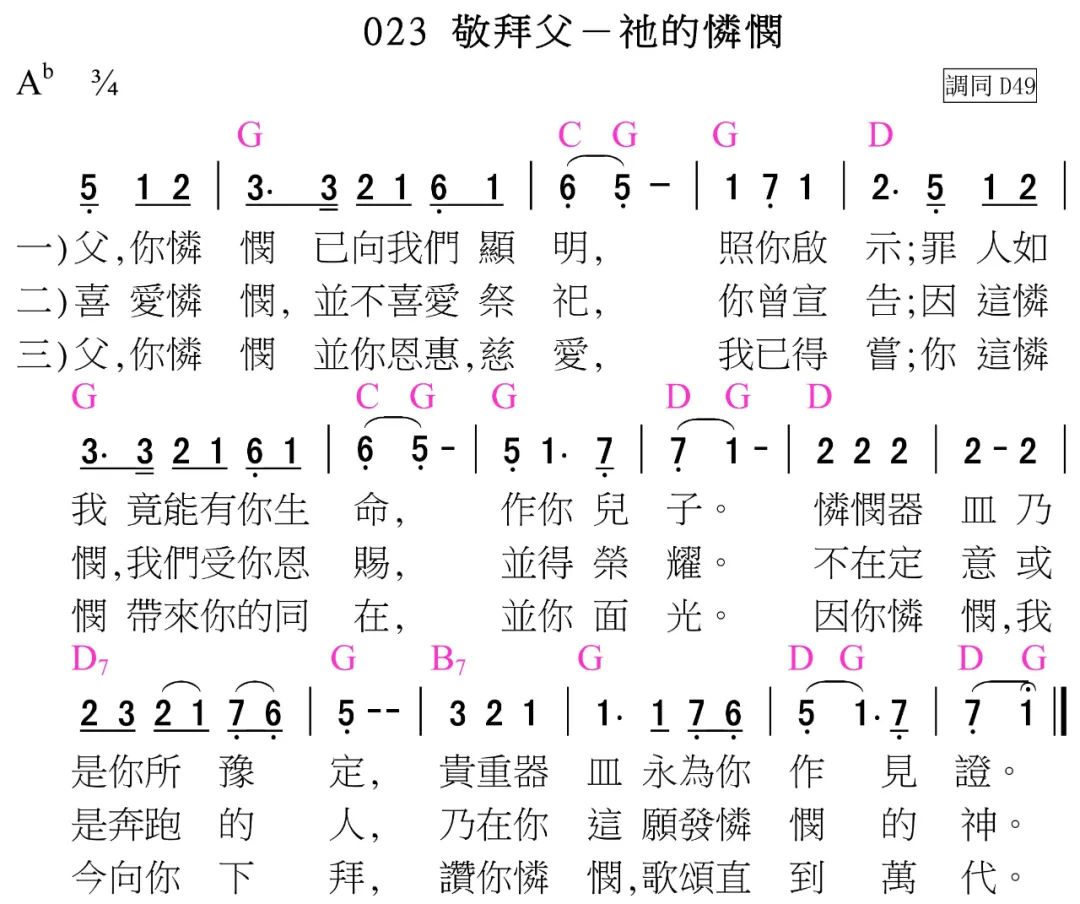 023 敬拜父－祂的憐憫
A♭ 3/4 調同 D49
G C G G D
5̣ 1 2 | 3. 3 2 1 6̣ 1 | 6̣ 5̣ – | 1 7̣ 1 | 2. 5̣ 1 2 |
一)父,你憐 憫 已向我們 顯 明, 照你啟 示;罪 人如
二)喜 愛憐 憫, 並不喜愛 祭 祀, 你曾宣 告;因 這憐
三)父,你憐 憫 並你恩惠,慈 愛, 我已得 嘗;你 這憐
G C G G D G D
3. 3 2 1 6̣ 1 | 6̣ 5̣ - | 5̣ 1. 7̣ | 7̣ 1 - | 2 2 2 | 2 - 2 |
我 竟能有你生 命, 作你 兒 子。 憐憫器 皿 乃
憫,我們受你恩 賜, 並得 榮 耀。 不在定 意 或
憫 帶來你的同 在, 並你 面 光。 因你憐 憫,我
D7 G B7 G D G D G
2 3 2 1 7̣ 6̣ | 5̣ - - | 3 2 1 | 1. 1 7̣ 6̣ | 5̣ 1. 7̣ | 7̣ 1 ‖
是你所 豫 定, 貴重器 皿 永為你 作 見 證。
是奔跑 的 人, 乃在你 這 願發憐 憫 的 神。
今向你 下 拜, 讚你憐 憫,歌頌直 到 萬 代。